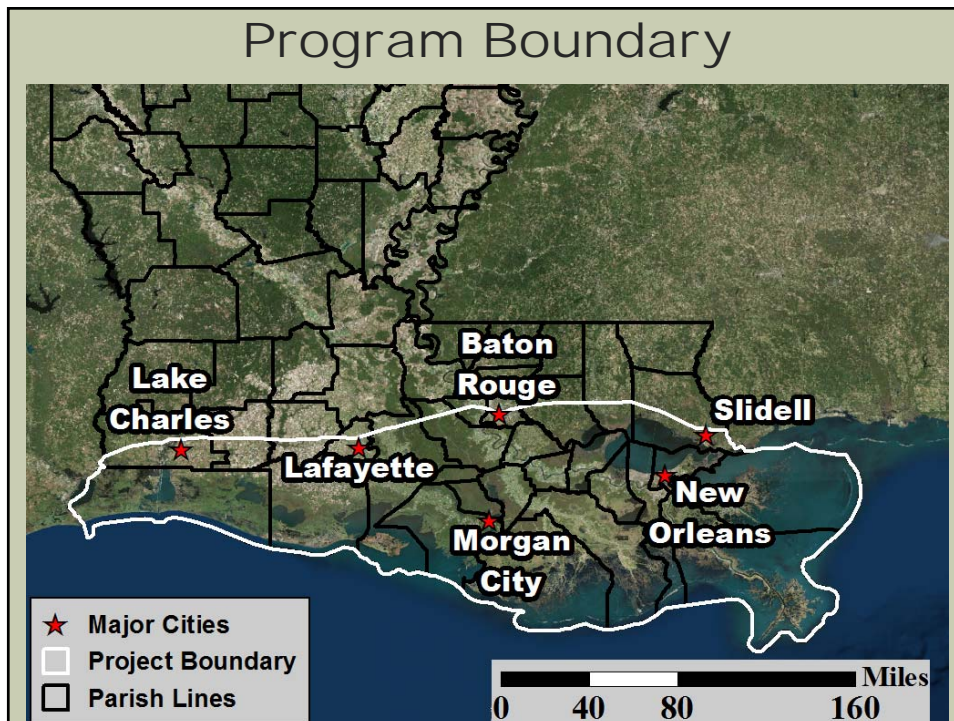 Program Boundary
Baton
Rouge
Lake
Charles
Slidell
Lafayette
New
Orleans
Morgan
City
Major Cities
Project Boundary
Parish Lines
Miles
0 40 80 160